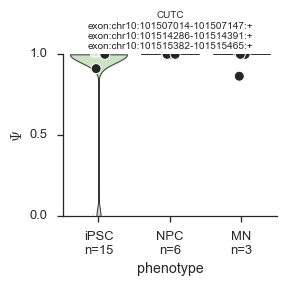 CUTC
exon:chr10:101507014-101507147:+
exon:chr10:101514286-101514391:+
exon:chr10:101515382-101515465:+
1.0
0.5
0.0
Ψ
iPSC NPC MN
n=15 n=6 n=3
phenotype